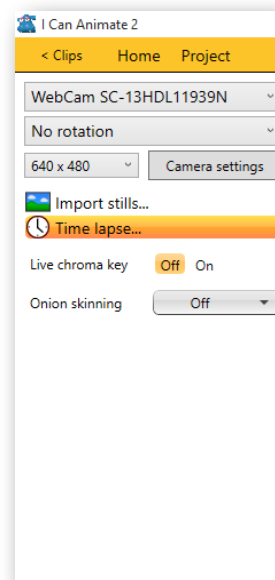 I Can Animate 2
< Clips Home Project
WebCam SC-13HDL11939N
No rotation
640 x 480 Camera settings
Import stills...
Time lapse...
Live chroma key Off On
Onion skinning Off